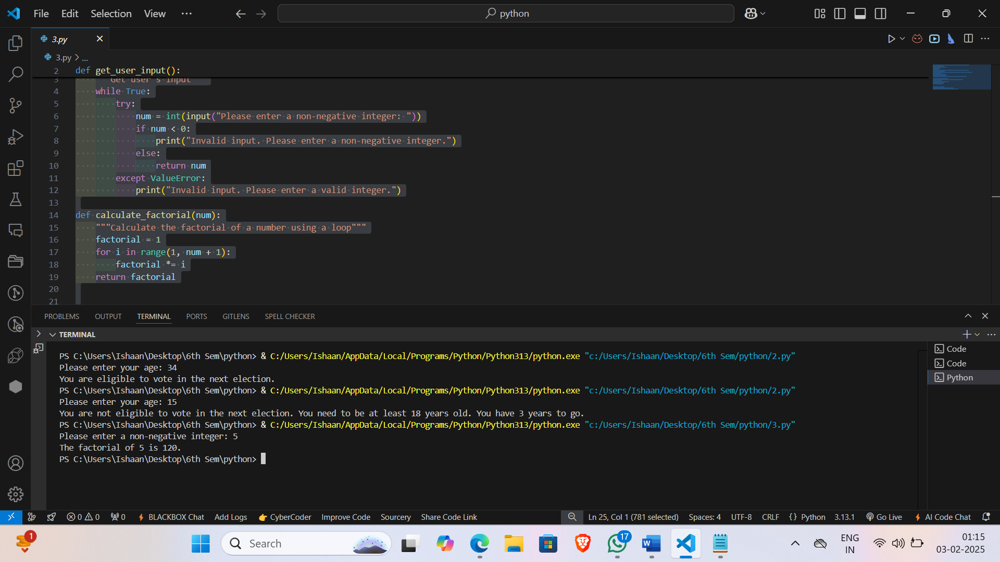 File Edit Selection View ···
python
3.py
3.py > ...
2 def get_user_input():
3 Get user's input
4 while True:
5 try:
6 num = int(input("Please enter a non-negative integer: "))
7 if num < 0:
8 print("Invalid input. Please enter a non-negative integer.")
9 else:
10 return num
11 except ValueError:
12 print("Invalid input. Please enter a valid integer.")
13
14 def calculate_factorial(num):
15 """Calculate the factorial of a number using a loop"""
16 factorial = 1
17 for i in range(1, num + 1):
18 factorial *= i
19 return factorial
20
21
PROBLEMS OUTPUT TERMINAL PORTS GITLENS SPELL CHECKER
TERMINAL
PS C:\Users\Ishaan\Desktop\6th Sem\python> & C:/Users/Ishaan/AppData/Local/Programs/Python/Python313/python.exe "c:/Users/Ishaan/Desktop/6th Sem/python/2.py"
Please enter your age: 34
You are eligible to vote in the next election.
PS C:\Users\Ishaan\Desktop\6th Sem\python> & C:/Users/Ishaan/AppData/Local/Programs/Python/Python313/python.exe "c:/Users/Ishaan/Desktop/6th Sem/python/2.py"
Please enter your age: 15
You are not eligible to vote in the next election. You need to be at least 18 years old. You have 3 years to go.
PS C:\Users\Ishaan\Desktop\6th Sem\python> & C:/Users/Ishaan/AppData/Local/Programs/Python/Python313/python.exe "c:/Users/Ishaan/Desktop/6th Sem/python/3.py"
Please enter a non-negative integer: 5
The factorial of 5 is 120.
PS C:\Users\Ishaan\Desktop\6th Sem\python>
Code
Code
Python
0 0 0 BLACKBOX Chat Add Logs CyberCoder Improve Code Sourcery Share Code Link Ln 25, Col 1 (781 selected) Spaces: 4 UTF-8 CRLF {} Python 3.13.1 Go Live AI Code Chat
1 Search 17 W ENG IN 01:15 03-02-2025